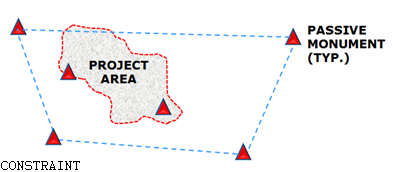 PASSIVE
MONUMENT
(TYP.)
PROJECT
AREA
CONSTRAINT